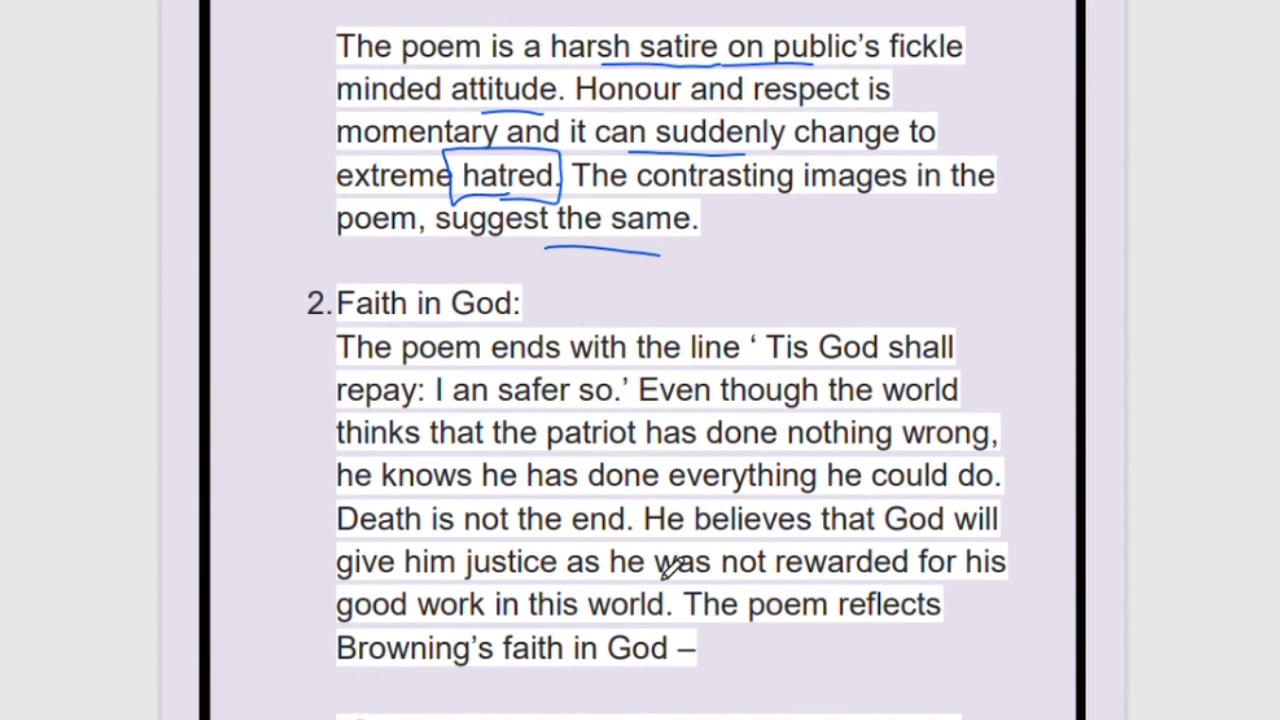 The poem is a harsh satire on public's fickle
minded attitude. Honour and respect is
momentary and it can suddenly change to
extreme hatred. The contrasting images in the
poem, suggest the same.
2. Faith in God:
The poem ends with the line ‘ Tis God shall
repay: I an safer so.’ Even though the world
thinks that the patriot has done nothing wrong,
he knows he has done everything he could do.
Death is not the end. He believes that God will
give him justice as he was not rewarded for his
good work in this world. The poem reflects
Browning’s faith in God –